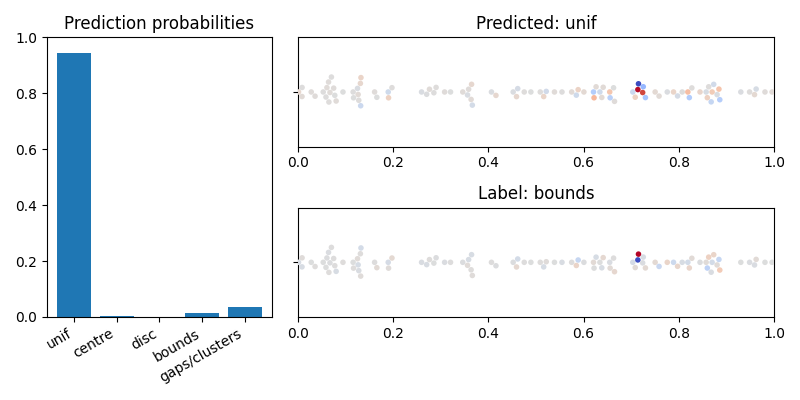 Prediction probabilities
1.0
0.8
0.6
0.4
0.2
0.0
unif
centre
disc
bounds
gaps/clusters
Predicted: unif
0.0 0.2 0.4 0.6 0.8 1.0
Label: bounds
0.0 0.2 0.4 0.6 0.8 1.0